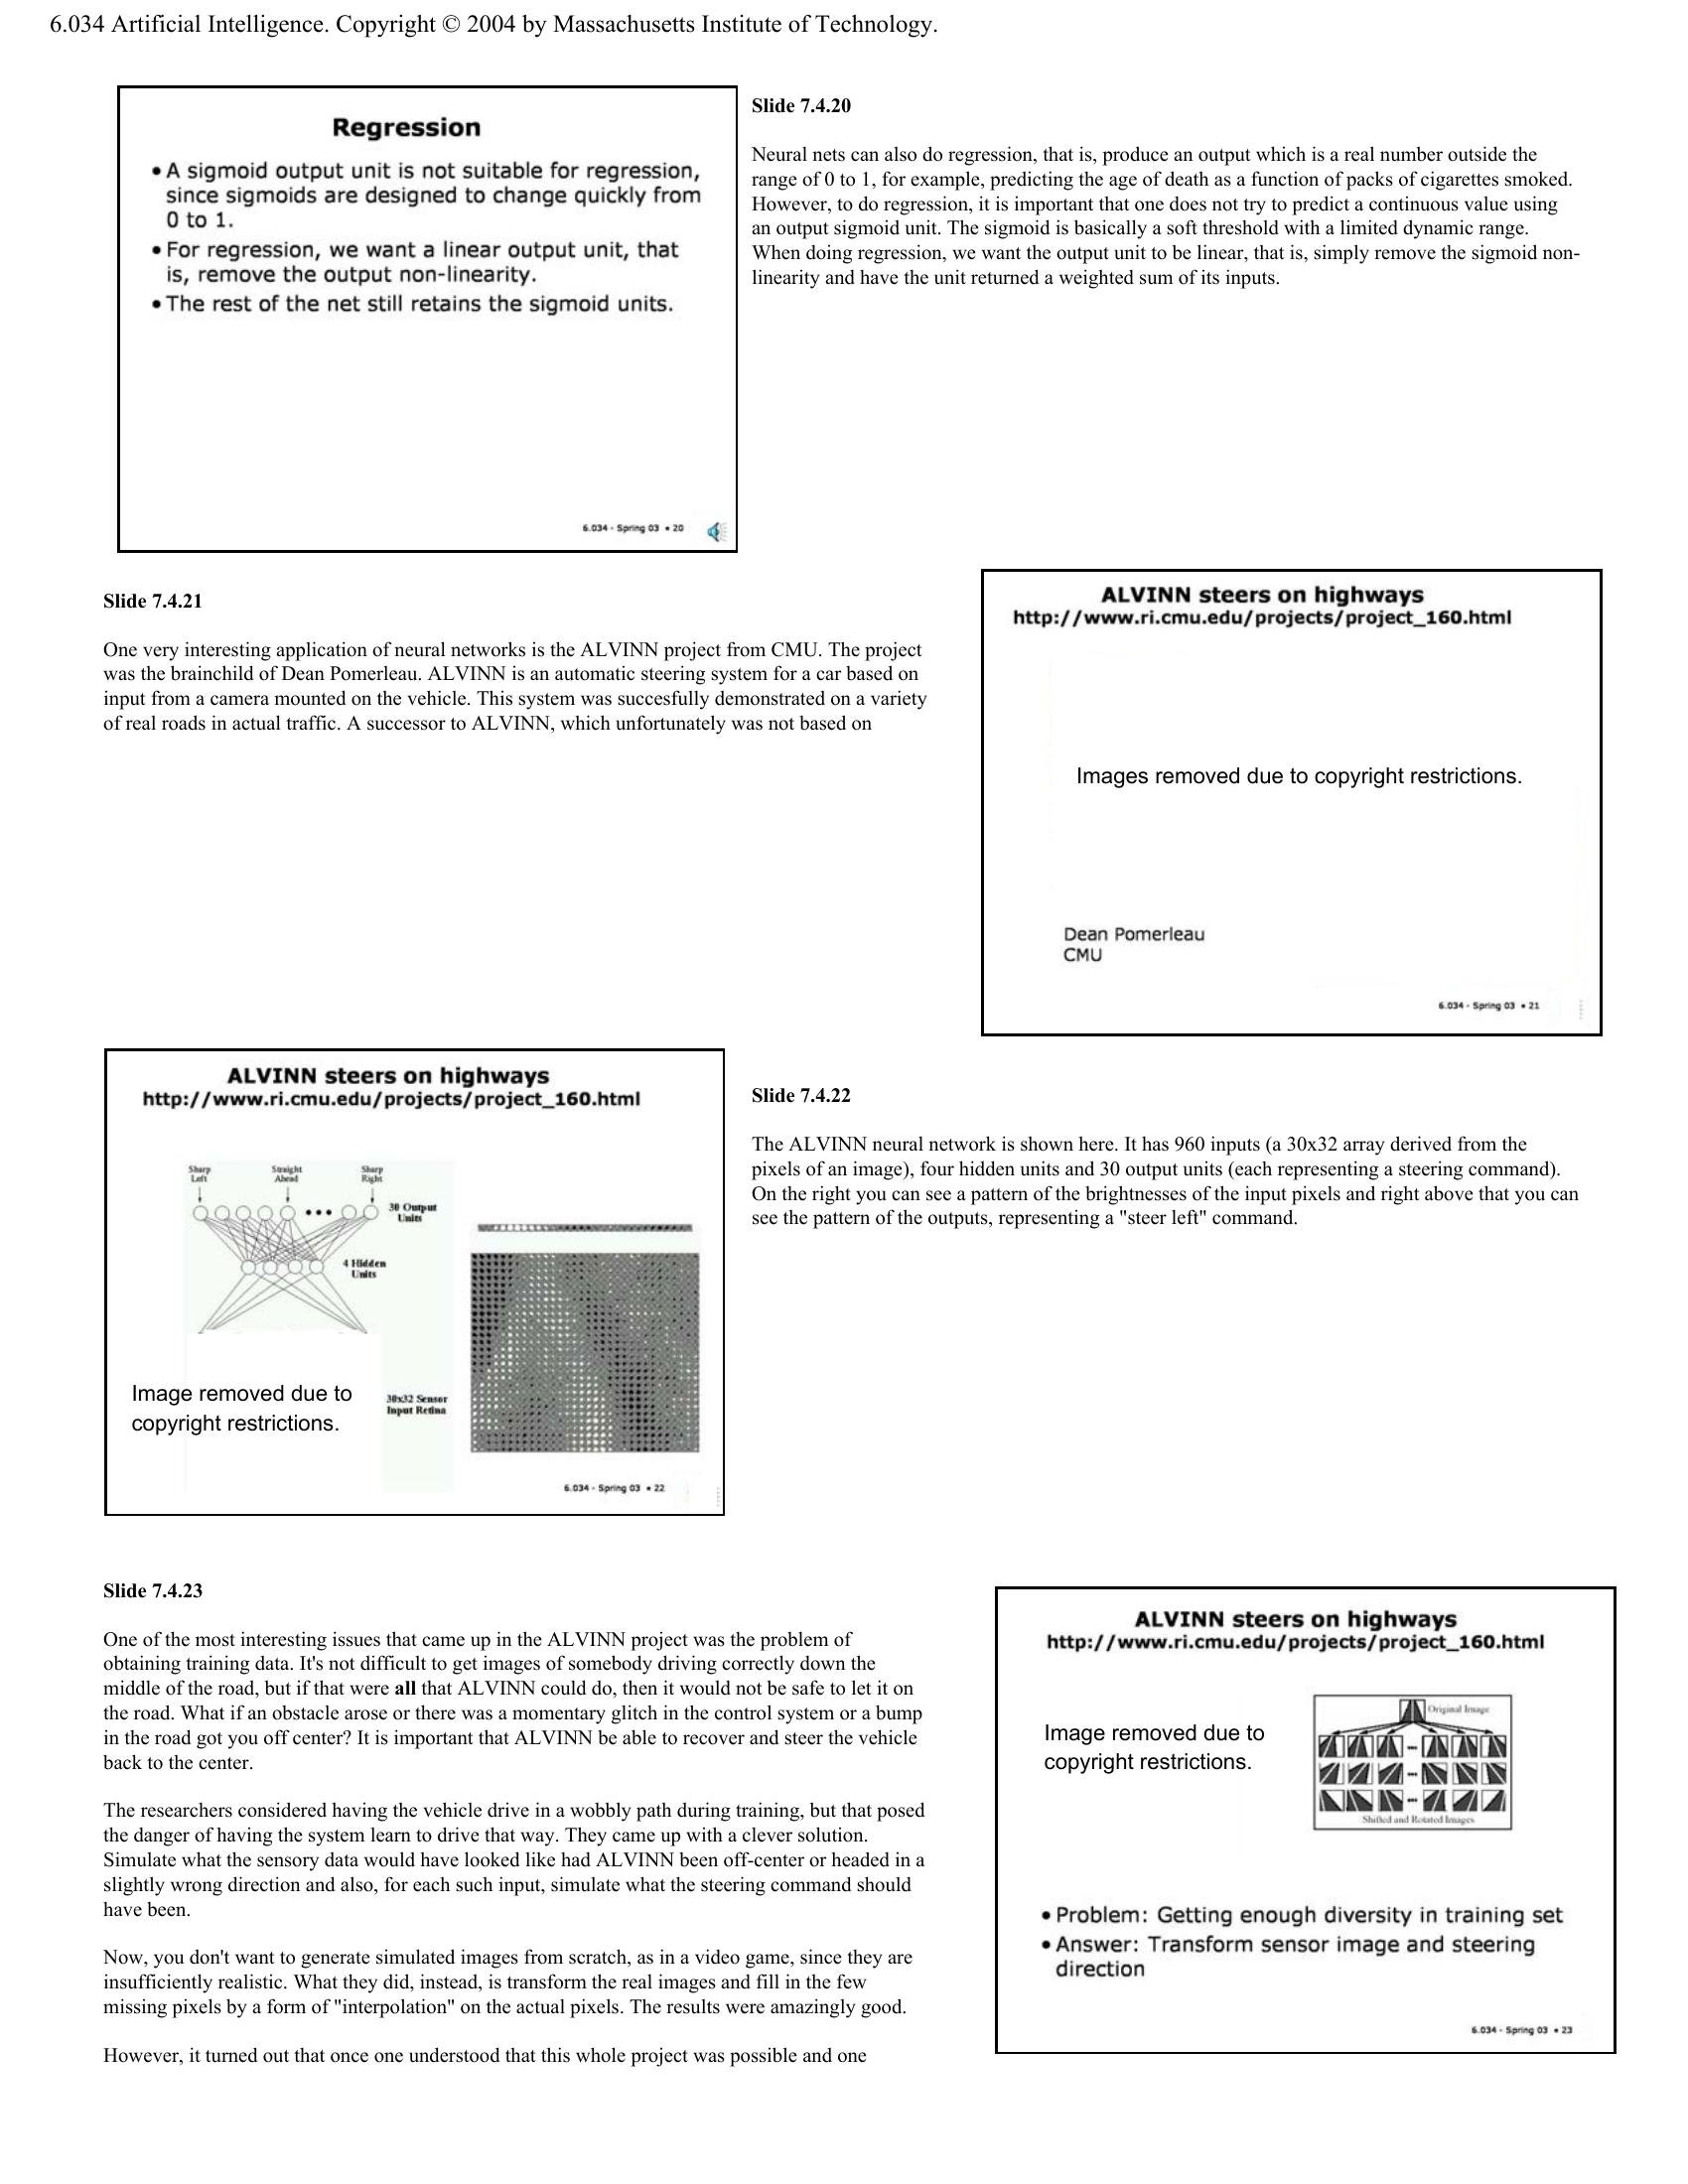 6.034 Artificial Intelligence. Copyright © 2004 by Massachusetts Institute of Technology.
Regression
• A sigmoid output unit is not suitable for regression,
since sigmoids are designed to change quickly from
0 to 1.
• For regression, we want a linear output unit, that
is, remove the output non-linearity.
• The rest of the net still retains the sigmoid units.
6.034 - Spring 03 • 20
Slide 7.4.20
Neural nets can also do regression, that is, produce an output which is a real number outside the
range of 0 to 1, for example, predicting the age of death as a function of packs of cigarettes smoked.
However, to do regression, it is important that one does not try to predict a continuous value using
an output sigmoid unit. The sigmoid is basically a soft threshold with a limited dynamic range.
When doing regression, we want the output unit to be linear, that is, simply remove the sigmoid non-
linearity and have the unit returned a weighted sum of its inputs.
Slide 7.4.21
One very interesting application of neural networks is the ALVINN project from CMU. The project
was the brainchild of Dean Pomerleau. ALVINN is an automatic steering system for a car based on
input from a camera mounted on the vehicle. This system was succesfully demonstrated on a variety
of real roads in actual traffic. A successor to ALVINN, which unfortunately was not based on
ALVINN steers on highways
http://www.ri.cmu.edu/projects/project_160.html
Images removed due to copyright restrictions.
Dean Pomerleau
CMU
6.034 - Spring 03 • 21
ALVINN steers on highways
http://www.ri.cmu.edu/projects/project_160.html
Sharp Left
Straight Ahead
Sharp Right
30 Output
Units
4 Hidden
Units
Image removed due to
copyright restrictions.
30x32 Sensor
Input Retina
6.034 - Spring 03 • 22
Slide 7.4.22
The ALVINN neural network is shown here. It has 960 inputs (a 30x32 array derived from the
pixels of an image), four hidden units and 30 output units (each representing a steering command).
On the right you can see a pattern of the brightnesses of the input pixels and right above that you can
see the pattern of the outputs, representing a "steer left" command.
Slide 7.4.23
One of the most interesting issues that came up in the ALVINN project was the problem of
obtaining training data. It's not difficult to get images of somebody driving correctly down the
middle of the road, but if that were all that ALVINN could do, then it would not be safe to let it on
the road. What if an obstacle arose or there was a momentary glitch in the control system or a bump
in the road got you off center? It is important that ALVINN be able to recover and steer the vehicle
back to the center.
The researchers considered having the vehicle drive in a wobbly path during training, but that posed
the danger of having the system learn to drive that way. They came up with a clever solution.
Simulate what the sensory data would have looked like had ALVINN been off-center or headed in a
slightly wrong direction and also, for each such input, simulate what the steering command should
have been.
Now, you don't want to generate simulated images from scratch, as in a video game, since they are
insufficiently realistic. What they did, instead, is transform the real images and fill in the few
missing pixels by a form of "interpolation" on the actual pixels. The results were amazingly good.
However, it turned out that once one understood that this whole project was possible and one
ALVINN steers on highways
http://www.ri.cmu.edu/projects/project_160.html
Image removed due to
copyright restrictions.
Original Image
Shifted and Rotated Images
• Problem: Getting enough diversity in training set
• Answer: Transform sensor image and steering
direction
6.034 - Spring 03 • 23